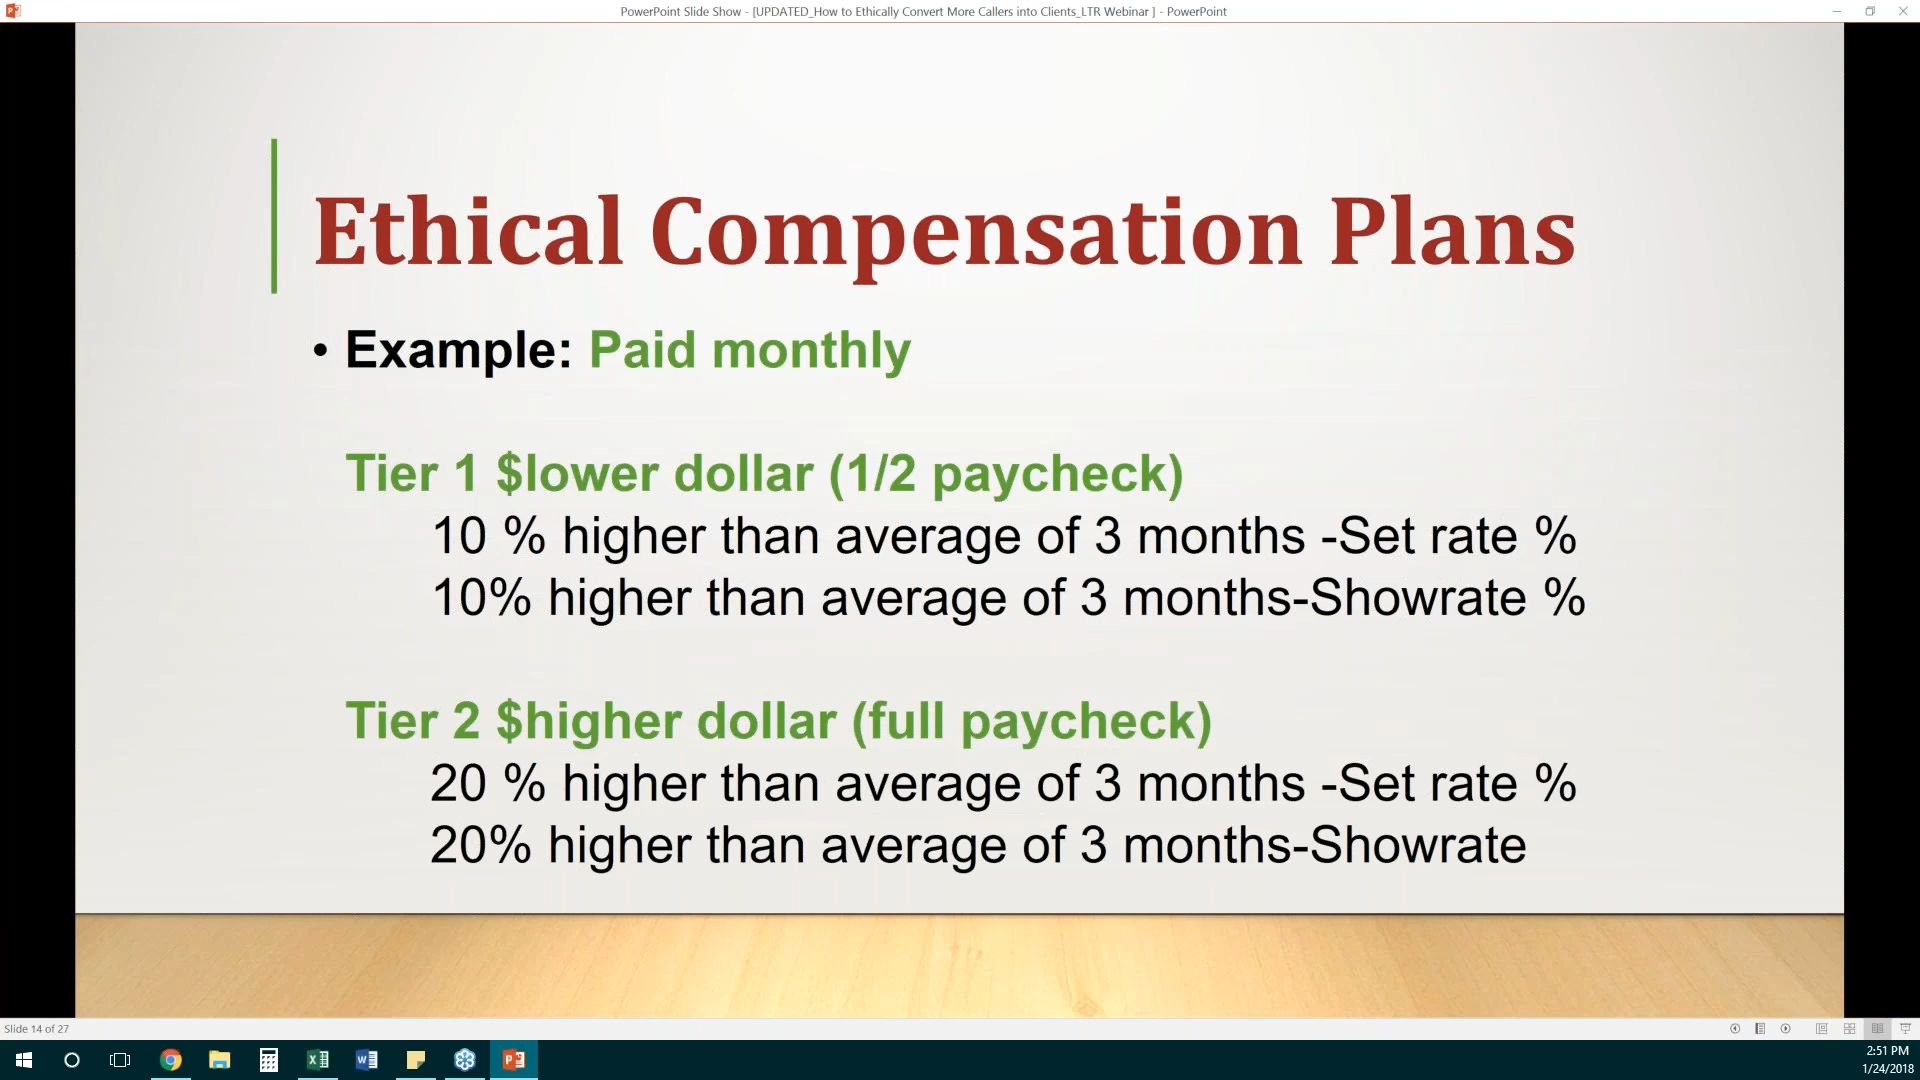 PowerPoint Slide Show - [UPDATED_How to Ethically Convert More Callers into Clients_LTR Webinar ] - PowerPoint
Ethical Compensation Plans
• Example: Paid monthly
Tier 1 $lower dollar (1/2 paycheck)
10 % higher than average of 3 months -Set rate %
10% higher than average of 3 months-Showrate %
Tier 2 $higher dollar (full paycheck)
20 % higher than average of 3 months -Set rate %
20% higher than average of 3 months-Showrate
Slide 14 of 27
2:51 PM
1/24/2018